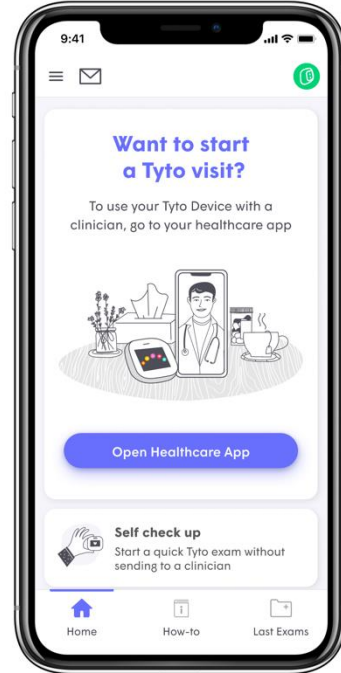 9:41
Want to start
a Tyto visit?
To use your Tyto Device with a
clinician, go to your healthcare app
Open Healthcare App
Self check up
Start a quick Tyto exam without
sending to a clinician
Home
How-to
Last Exams